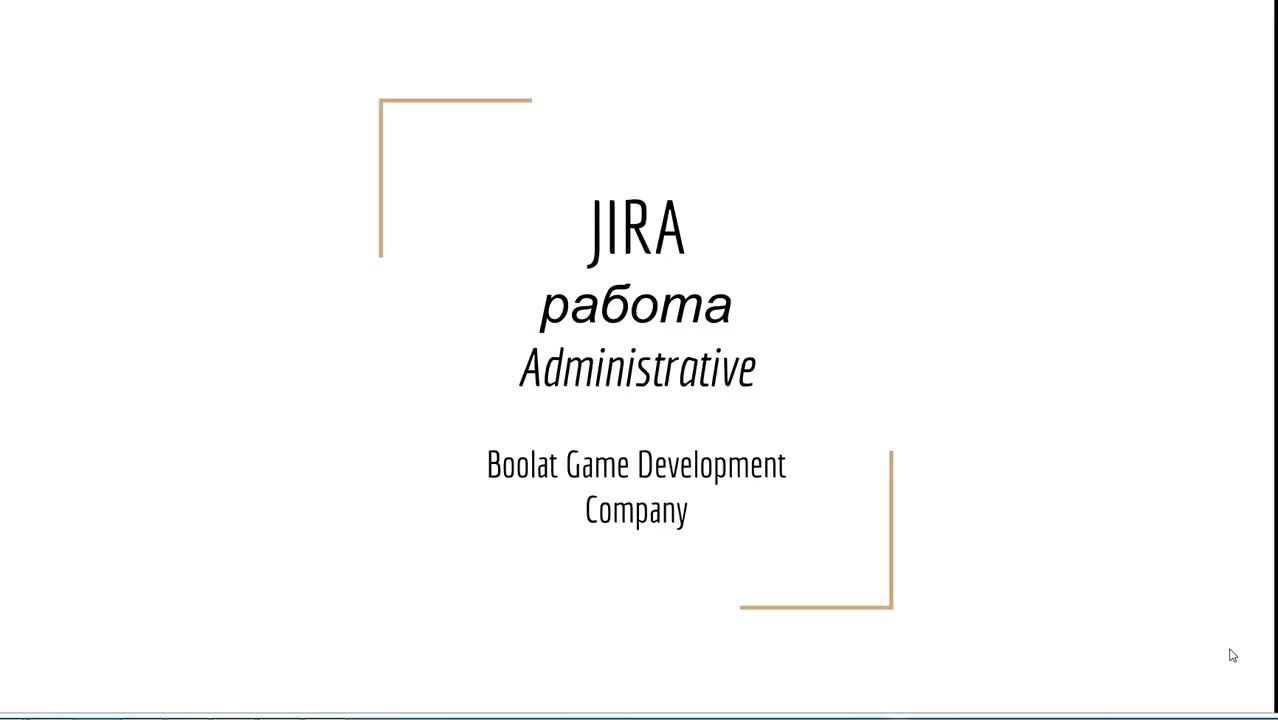 JIRA
работа
Administrative
Boolat Game Development
Company